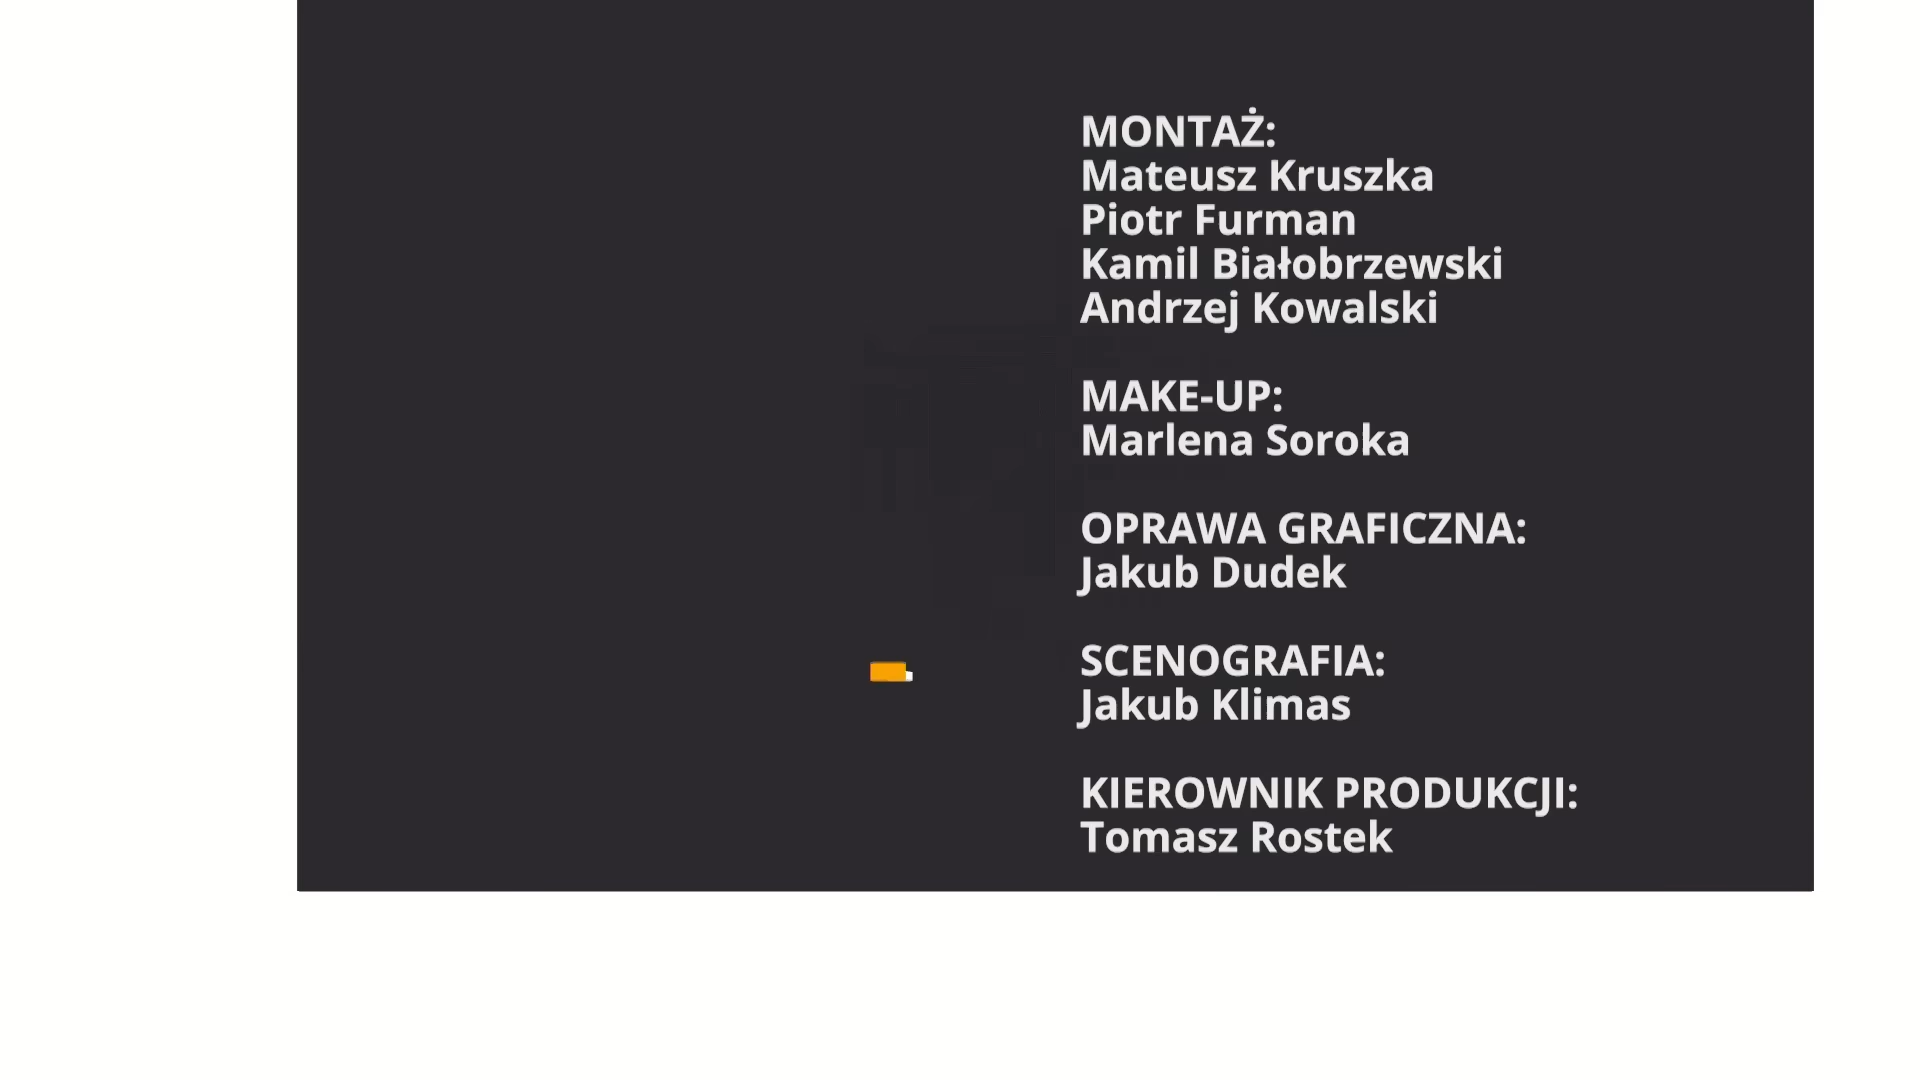 MONTAŻ:
Mateusz Kruszka
Piotr Furman
Kamil Białobrzewski
Andrzej Kowalski
MAKE-UP:
Marlena Soroka
OPRAWA GRAFICZNA:
Jakub Dudek
SCENOGRAFIA:
Jakub Klimas
KIEROWNIK PRODUKCJI:
Tomasz Rostek